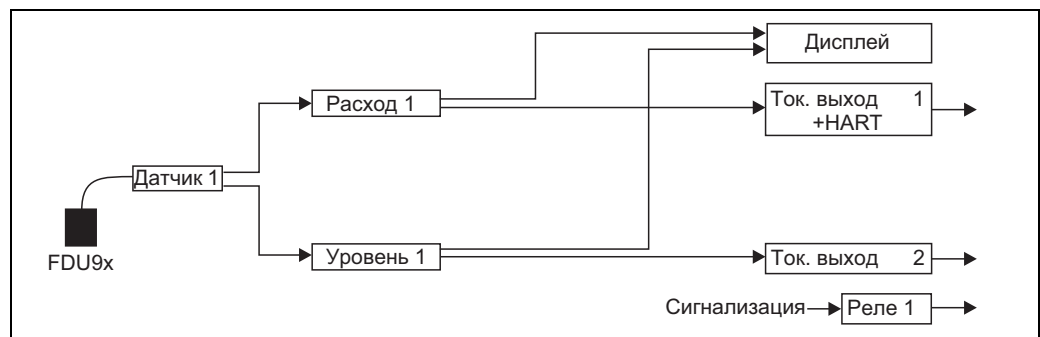 Дисплей
Расход 1
Ток. выход 1
+HART
Датчик 1
FDU9x
Уровень 1
Ток. выход 2
Сигнализация
Реле 1